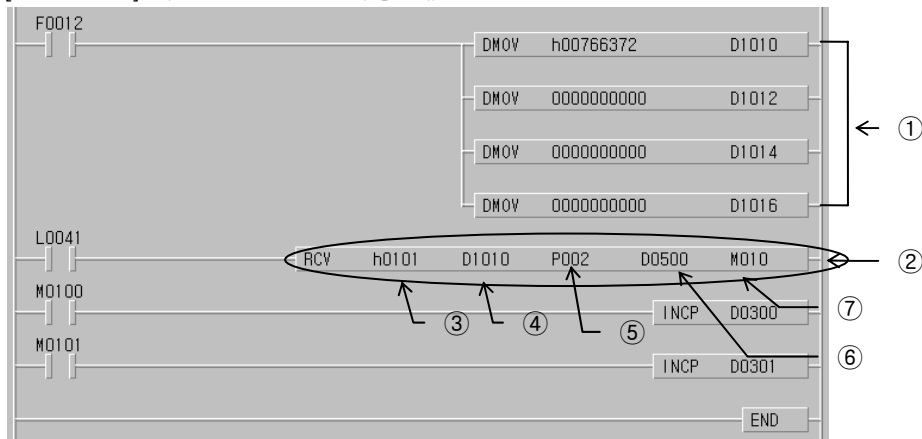 F0012
DMOV h00766372 D1010
DMOV 0000000000 D1012
①
DMOV 0000000000 D1014
DMOV 0000000000 D1016
L0041
RCV h0101 D1010 P002 D0500 M010 ②
M0100
③ ④ ⑤ INCP D0300 ⑦
M0101
⑥
INCP D0301
END